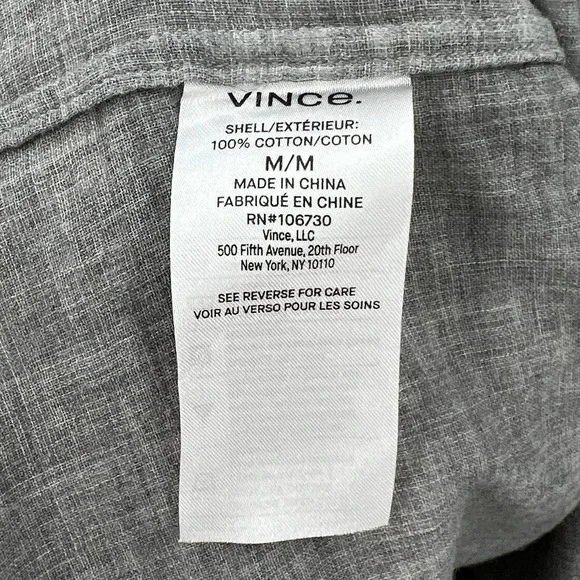 VINCe.
SHELL/EXTÉRIEUR:
100% COTTON/COTON
M/M
MADE IN CHINA
FABRIQUÉ EN CHINE
RN#106730
Vince, LLC
500 Fifth Avenue, 20th Floor
New York, NY 10110
SEE REVERSE FOR CARE
VOIR AU VERSO POUR LES SOINS